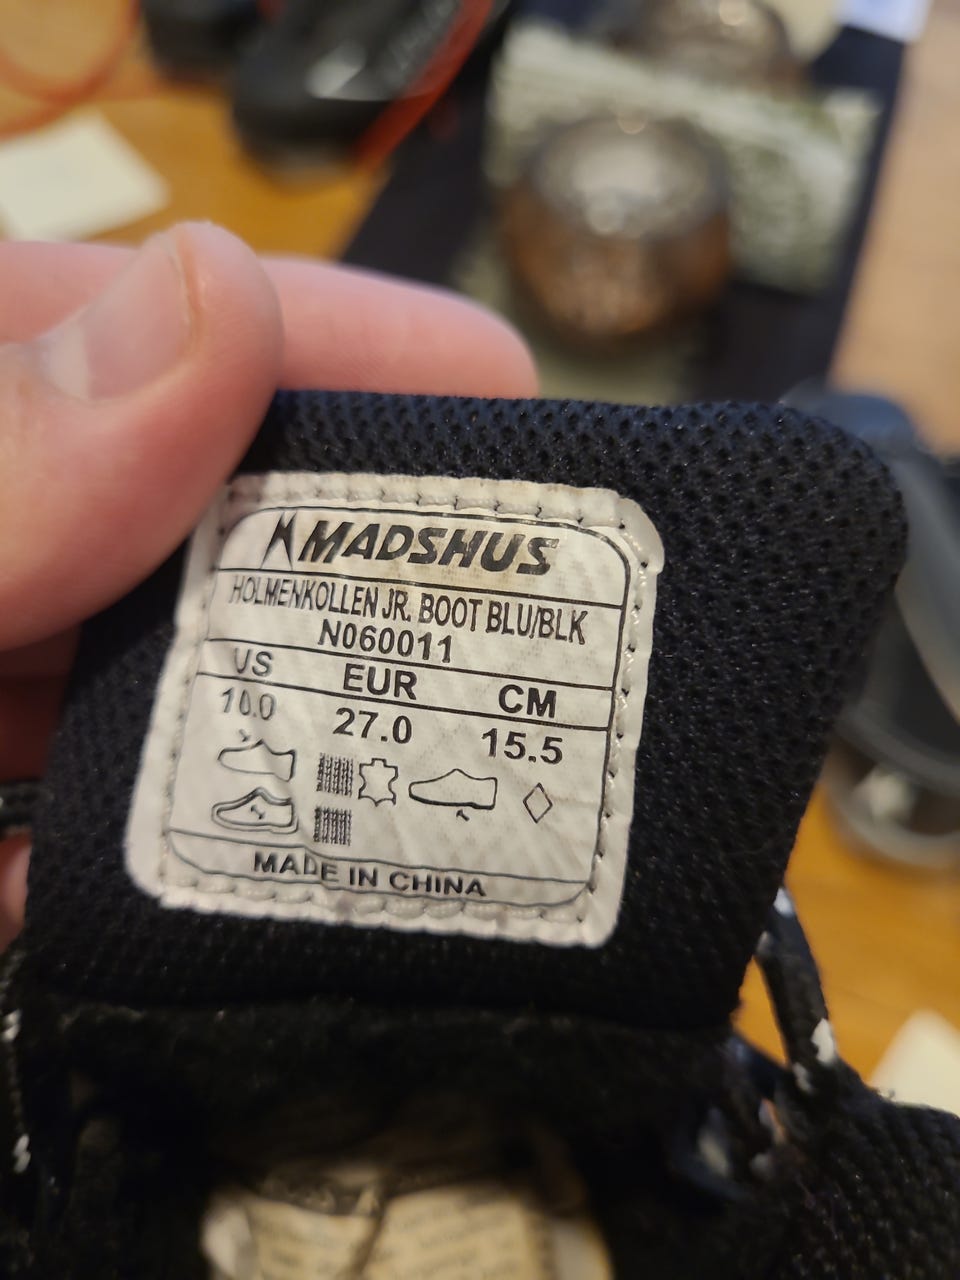 MADSHUS
HOLMENKOLLEN JR. BOOT BLU/BLK
N060011
US EUR CM
10.0 27.0 15.5
MADE IN CHINA